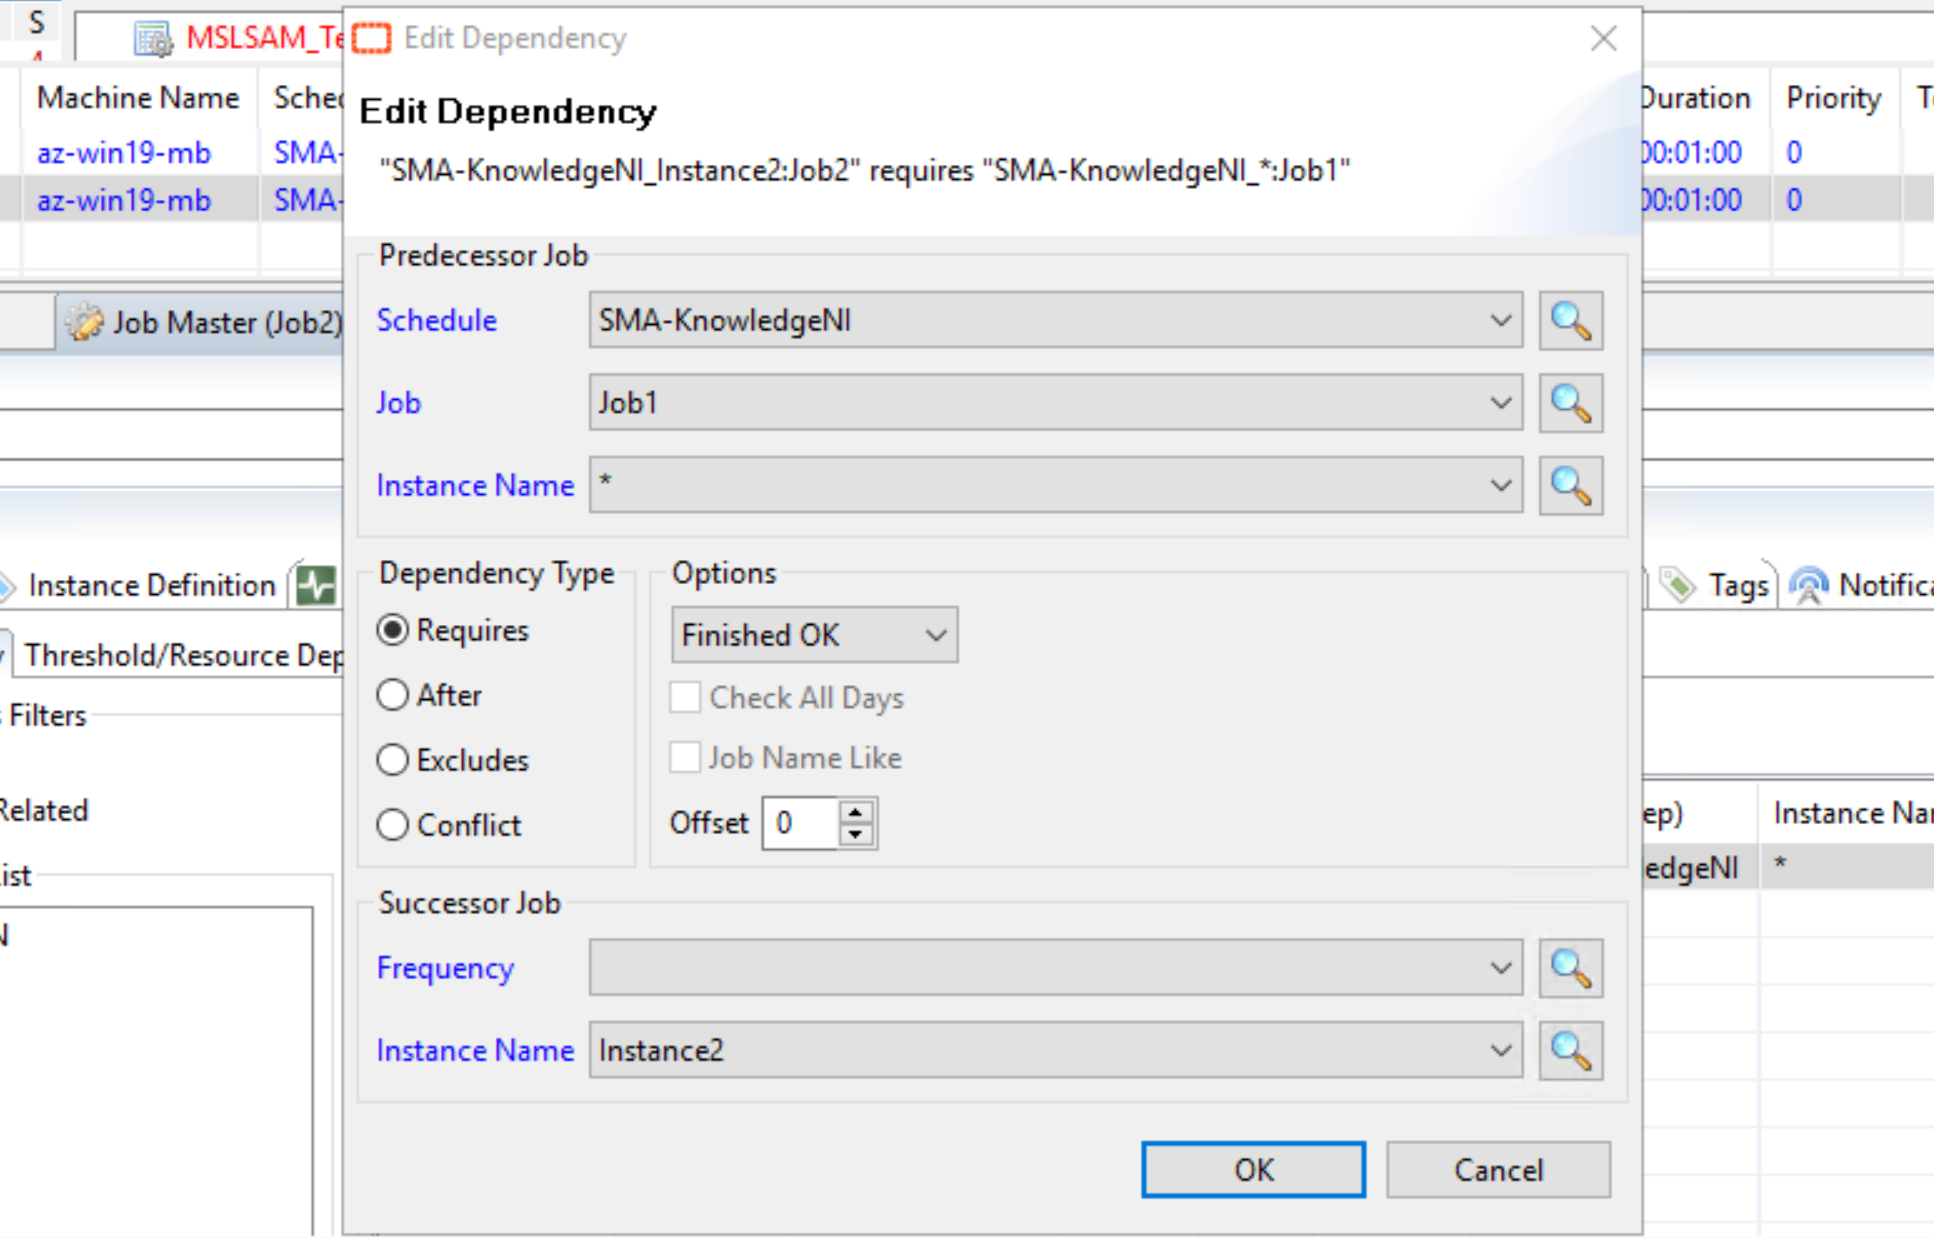 S
MSLSAM_Te
Edit Dependency
Machine Name Sched
Duration Priority T
Edit Dependency
az-win19-mb SMA-
00:01:00 0
"SMA-KnowledgeNI_Instance2:Job2" requires "SMA-KnowledgeNI_*:Job1"
az-win19-mb SMA-
00:01:00 0
Predecessor Job
Job Master (Job2)
Schedule SMA-KnowledgeNI
Job Job1
Instance Name *
Instance Definition
Dependency Type
Options
Tags Notifica
Requires
Finished OK
Threshold/Resource Dep
After
Check All Days
Filters
Excludes
Job Name Like
Related
Conflict
Offset 0
ep) Instance Nar
edgeNI *
ist
Successor Job
N
Frequency
Instance Name Instance2
OK Cancel